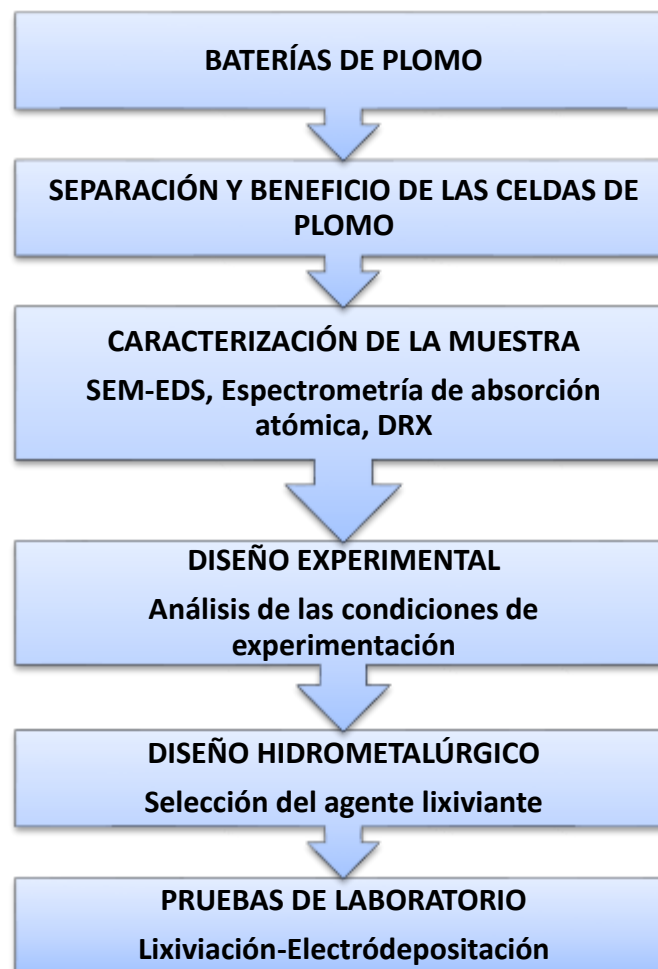 BATERÍAS DE PLOMO
SEPARACIÓN Y BENEFICIO DE LAS CELDAS DE
PLOMO
CARACTERIZACIÓN DE LA MUESTRA
SEM-EDS, Espectrometría de absorción
atómica, DRX
DISEÑO EXPERIMENTAL
Análisis de las condiciones de
experimentación
DISEÑO HIDROMETALÚRGICO
Selección del agente lixiviante
PRUEBAS DE LABORATORIO
Lixiviación-Electródepositación